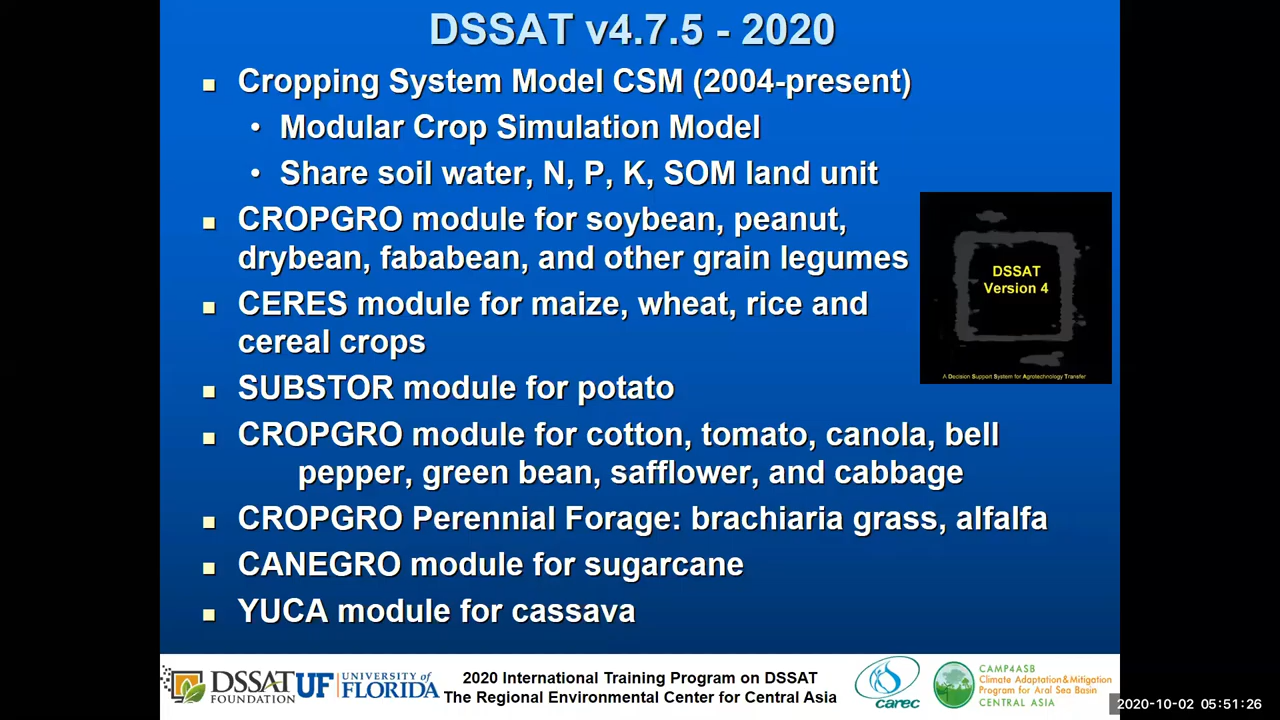 DSSAT v4.7.5 - 2020
Cropping System Model CSM (2004-present)
Modular Crop Simulation Model
Share soil water, N, P, K, SOM land unit
CROPGRO module for soybean, peanut,
drybean, fababean, and other grain legumes
CERES module for maize, wheat, rice and
cereal crops
SUBSTOR module for potato
CROPGRO module for cotton, tomato, canola, bell
pepper, green bean, safflower, and cabbage
CROPGRO Perennial Forage: brachiaria grass, alfalfa
CANEGRO module for sugarcane
YUCA module for cassava
DSSAT
Version 4
A Decision Support System for Agrotechnology Transfer
DSSAT
FOUNDATION
UF UNIVERSITY of
FLORIDA
2020 International Training Program on DSSAT
The Regional Environmental Center for Central Asia
carec
CAMP4ASB
Climate Adaptation & Mitigation
Program for Aral Sea Basin
CENTRAL ASIA
2020-10-02 05:51:26